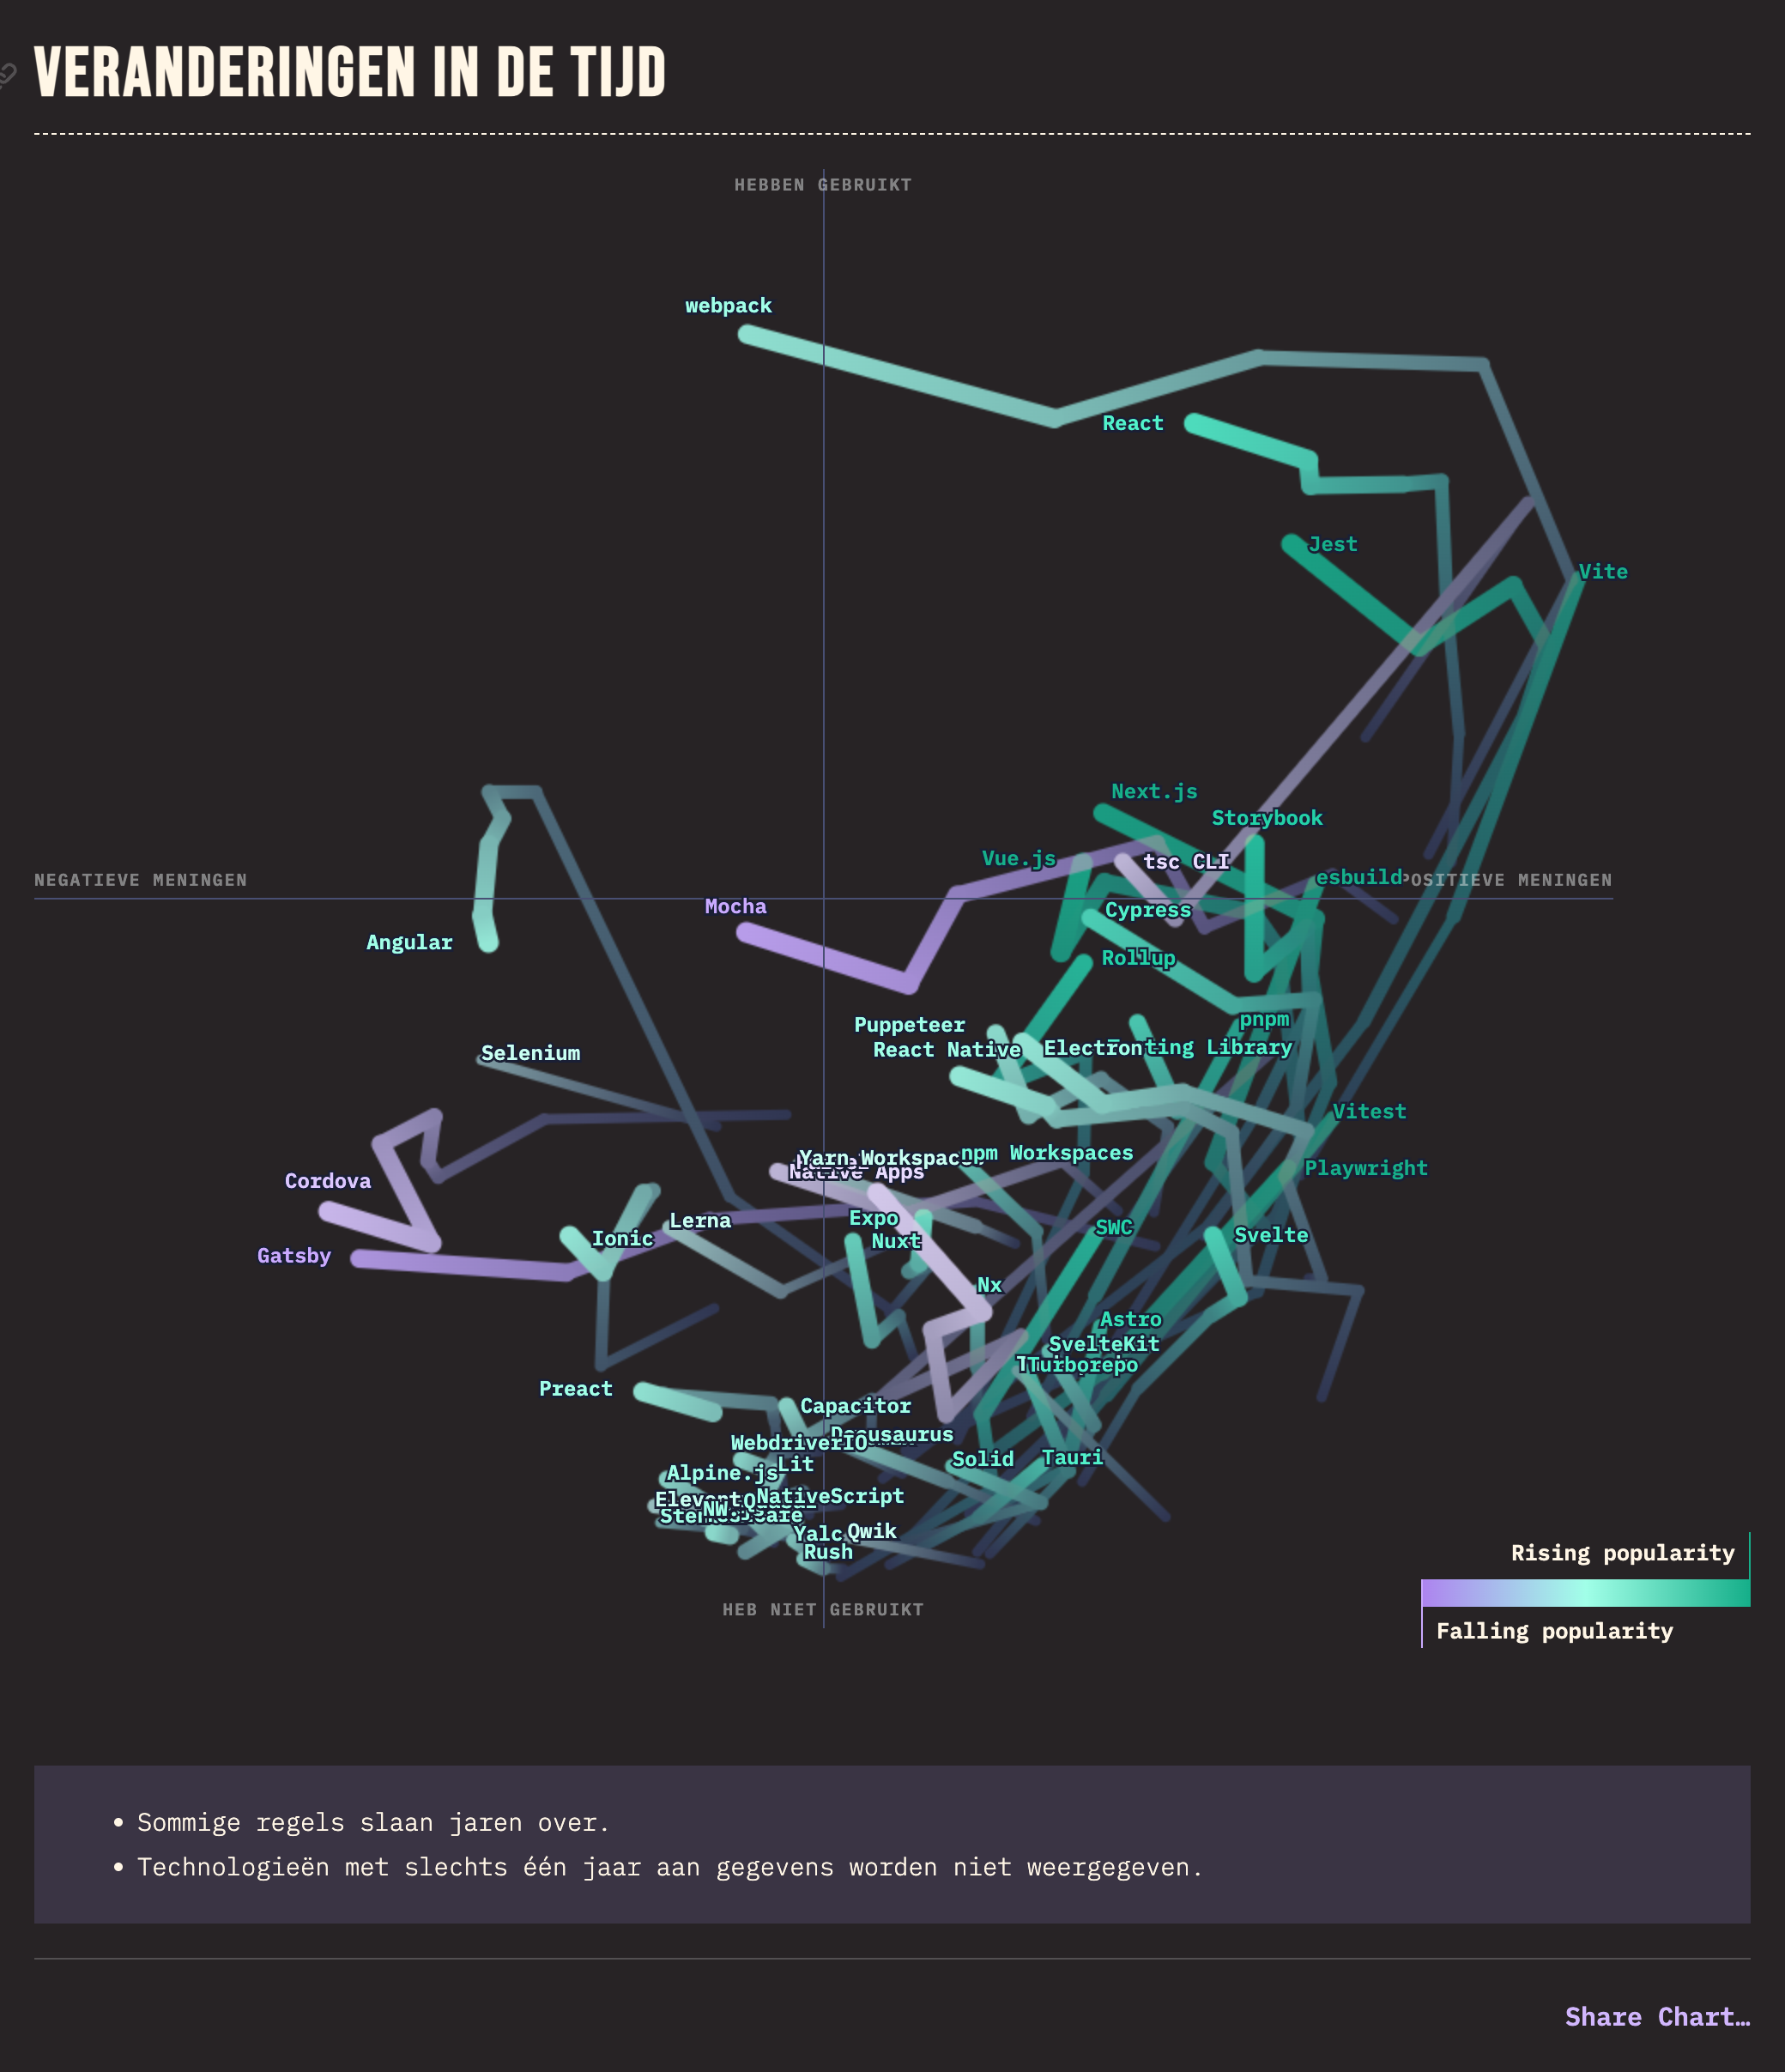 VERANDERINGEN IN DE TIJD
HEBBEN GEBRUIKT
webpack
React
Jest
Vite
Next.js
Storybook
Vue.js
tsc CLI
esbuild
NEGATIEVE MENINGEN
POSITIEVE MENINGEN
Mocha
Cypress
Angular
Rollup
pnpm
Puppeteer
React Native
Electron
Testing Library
Selenium
Vitest
Yarn Workspaces
npm Workspaces
Native Apps
Playwright
Cordova
Lerna
Expo
SWC
Ionic
Nuxt
Svelte
Gatsby
Nx
Astro
SvelteKit
Turborepo
Preact
Capacitor
Docusaurus
WebdriverIO
Solid
Tauri
Lit
Alpine.js
NativeScript
Qwik
Yalc
Rush
HEB NIET GEBRUIKT
Rising popularity
Falling popularity
• Sommige regels slaan jaren over.
• Technologieën met slechts één jaar aan gegevens worden niet weergegeven.
Share Chart…